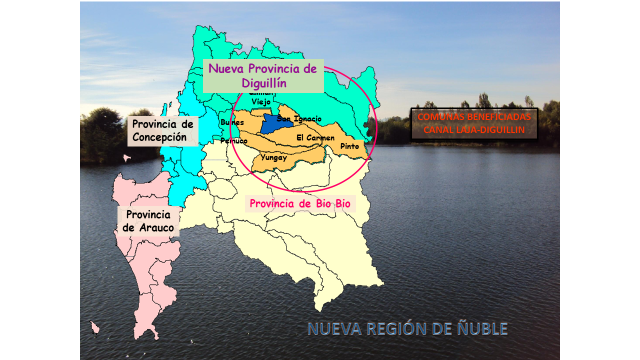 Nueva Provincia de
Diguillín
Viejo
San Ignacio
Bulnes
El Carmen
Pemuco
Pinto
Yungay
Provincia de
Concepción
COMUNAS BENEFICIADAS
CANAL LAJA-DIGUILLIN
Provincia de Bio Bio
Provincia
de Arauco
NUEVA REGIÓN DE ÑUBLE